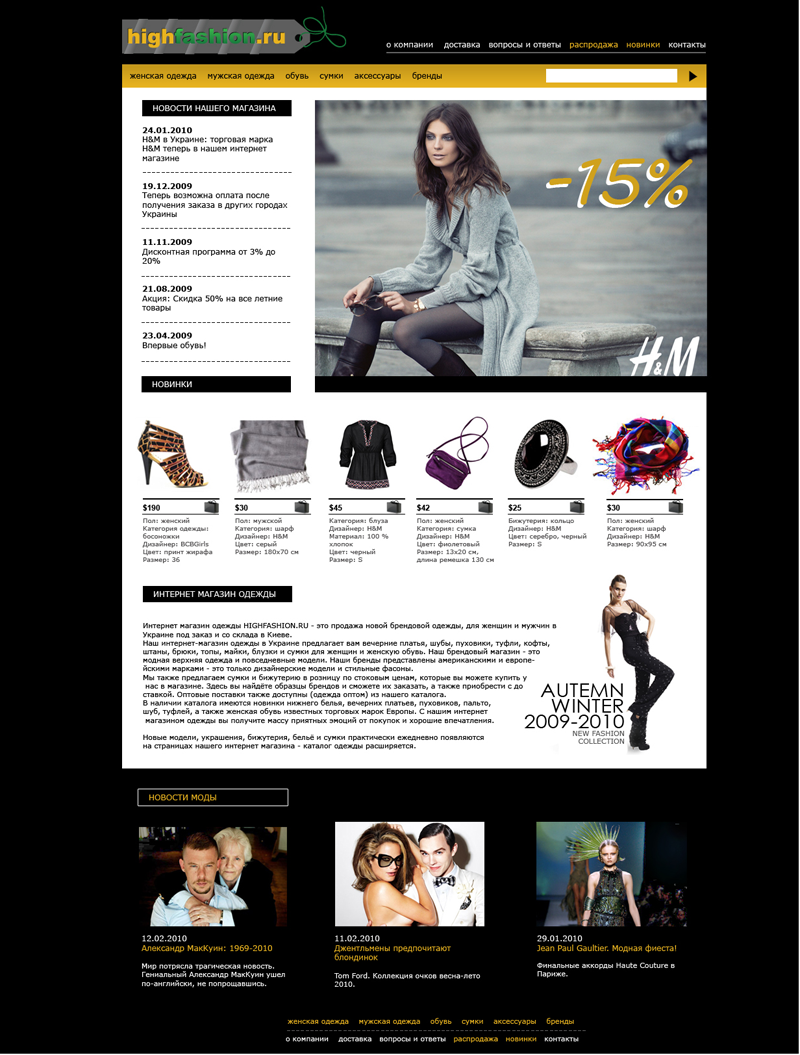 highfashion.ru
о компании доставка вопросы и ответы распродажа новинки контакты
женская одежда мужская одежда обувь сумки аксессуары бренды
НОВОСТИ НАШЕГО МАГАЗИНА
24.01.2010
H&M в Украине: торговая марка
H&M теперь в нашем интернет
магазине
19.12.2009
Теперь возможна оплата после
получения заказа в других городах
Украины
11.11.2009
Дисконтная программа от 3% до
20%
21.08.2009
Акция: Скидка 50% на все летние
товары
23.04.2009
Впервые обувь!
-15%
H&M
НОВИНКИ
$190
Пол: женский
Категория одежды:
босоножки
Дизайнер: BCBGirls
Цвет: принт жирафа
Размер: 36
$30
Пол: мужской
Категория: шарф
Дизайнер: H&M
Цвет: серый
Размер: 180x70 см
$45
Категория: блуза
Дизайнер: H&M
Материал: 100 %
хлопок
Цвет: черный
Размер: S
$42
Пол: женский
Категория: сумка
Дизайнер: H&M
Цвет: фиолетовый
Размер: 13x20 см,
длина ремешка 130 см
$25
Бижутерия: кольцо
Дизайнер: H&M
Цвет: серебро, черный
Размер: S
$30
Пол: женский
Категория: шарф
Дизайнер: H&M
Размер: 90x95 см
ИНТЕРНЕТ МАГАЗИН ОДЕЖДЫ
Интернет магазин одежды HIGHFASHION.RU - это продажа новой брендовой одежды, для женщин и мужчин в
Украине под заказ и со склада в Киеве.
Наш интернет-магазин одежды в Украине предлагает вам вечерние платья, шубы, пуховики, туфли, кофты,
штаны, брюки, топы, майки, блузки и сумки для женщин и женскую обувь. Наш брендовый магазин - это
модная верхняя одежда и повседневные модели. Наши бренды представлены американскими и европе-
йскими марками - это только дизайнерские модели и стильные фасоны.
Мы также предлагаем сумки и бижутерию в розницу по стоковым ценам, которые вы можете купить у
нас в магазине. Здесь вы найдёте образцы брендов и сможете их заказать, а также приобрести с до
ставкой. Оптовые поставки также доступны (одежда оптом) из нашего каталога.
В наличии каталога имеются новинки нижнего белья, вечерних платьев, пуховиков, пальто,
шуб, туфлей, а также женская обувь известных торговых марок Европы. С нашим интернет
магазином одежды вы получите массу приятных эмоций от покупок и хорошие впечатления.
Новые модели, украшения, бижутерия, бельё и сумки практически ежедневно появляются
на страницах нашего интернет магазина - каталог одежды расширяется.
AUTEMN
WINTER
2009-2010
NEW FASHION
COLLECTION
НОВОСТИ МОДЫ
12.02.2010
Александр МакКуин: 1969-2010
Мир потрясла трагическая новость.
Гениальный Александр МакКуин ушел
по-английски, не попрощавшись.
11.02.2010
Джентльмены предпочитают
блондинок
Tom Ford. Коллекция очков весна-лето
2010.
29.01.2010
Jean Paul Gaultier. Модная фиеста!
Финальные аккорды Haute Couture в
Париже.
женская одежда мужская одежда обувь сумки аксессуары бренды
о компании доставка вопросы и ответы распродажа новинки контакты